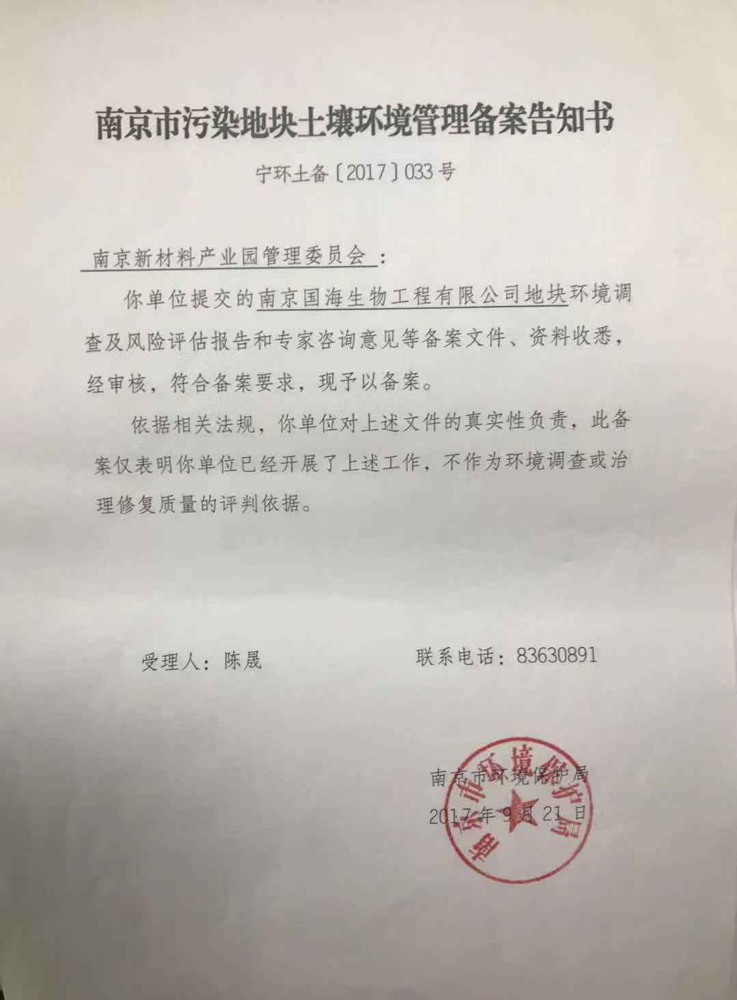 南京市污染地块土壤环境管理备案告知书
宁环土备〔2017〕033号
南京新材料产业园管理委员会：
你单位提交的南京国海生物工程有限公司地块环境调
查及风险评估报告和专家咨询意见等备案文件、资料收悉，
经审核，符合备案要求，现予以备案。
依据相关法规，你单位对上述文件的真实性负责，此备
案仅表明你单位已经开展了上述工作，不作为环境调查或治
理修复质量的评判依据。
受理人：陈晟
联系电话：83630891
南京市环境保护局
2017年9月21日
南京市环境保护局